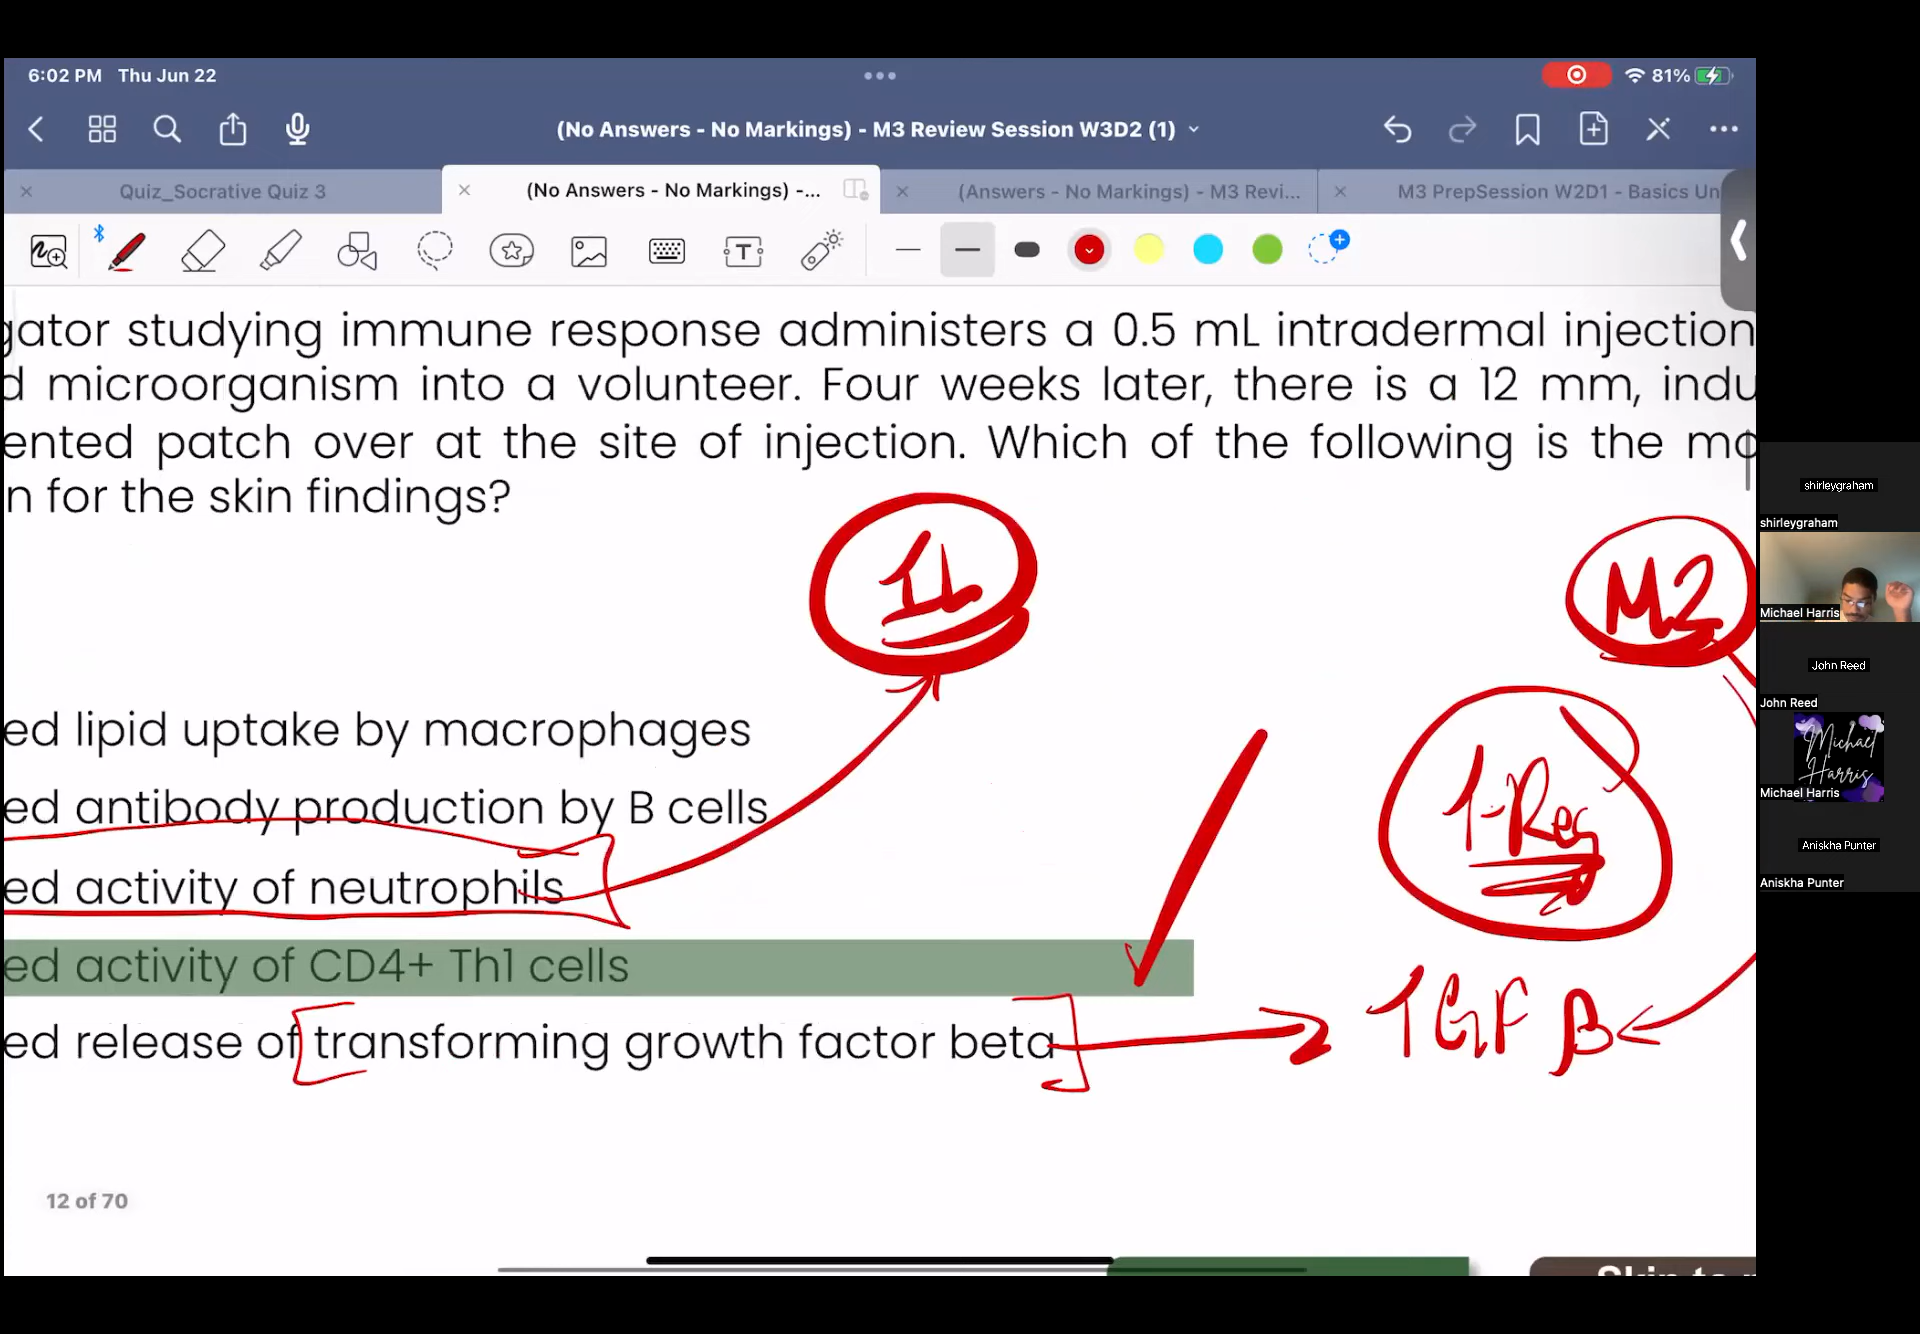 6:02 PM Thu Jun 22
81%
(No Answers - No Markings) - M3 Review Session W3D2 (1)
Quiz_Socrative Quiz 3
(No Answers - No Markings) -...
(Answers - No Markings) - M3 Revi...
M3 PrepSession W2D1 - Basics Un
T
gator studying immune response administers a 0.5 mL intradermal injection
d microorganism into a volunteer. Four weeks later, there is a 12 mm, indu
ented patch over at the site of injection. Which of the following is the mo
n for the skin findings?
M2
ed lipid uptake by macrophages
ed antibody production by B cells
T-Reg
ed activity of neutrophils
ed activity of CD4+ Th1 cells
ed release of transforming growth factor beta
TGF β
12 of 70
shirleygraham
shirleygraham
Michael Harris
John Reed
John Reed
Michael
Harris
Michael Harris
Aniskha Punter
Aniskha Punter